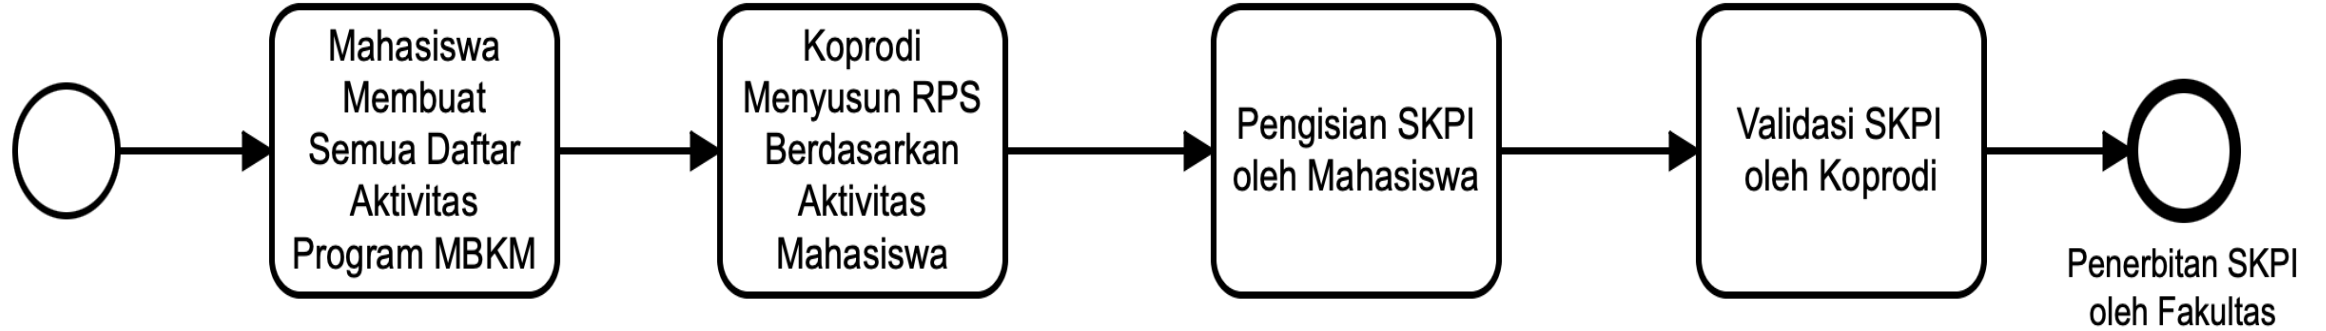 Mahasiswa
Membuat
Semua Daftar
Aktivitas
Program MBKM
Koprodi
Menyusun RPS
Berdasarkan
Aktivitas
Mahasiswa
Pengisian SKPI
oleh Mahasiswa
Validasi SKPI
oleh Koprodi
Penerbitan SKPI
oleh Fakultas